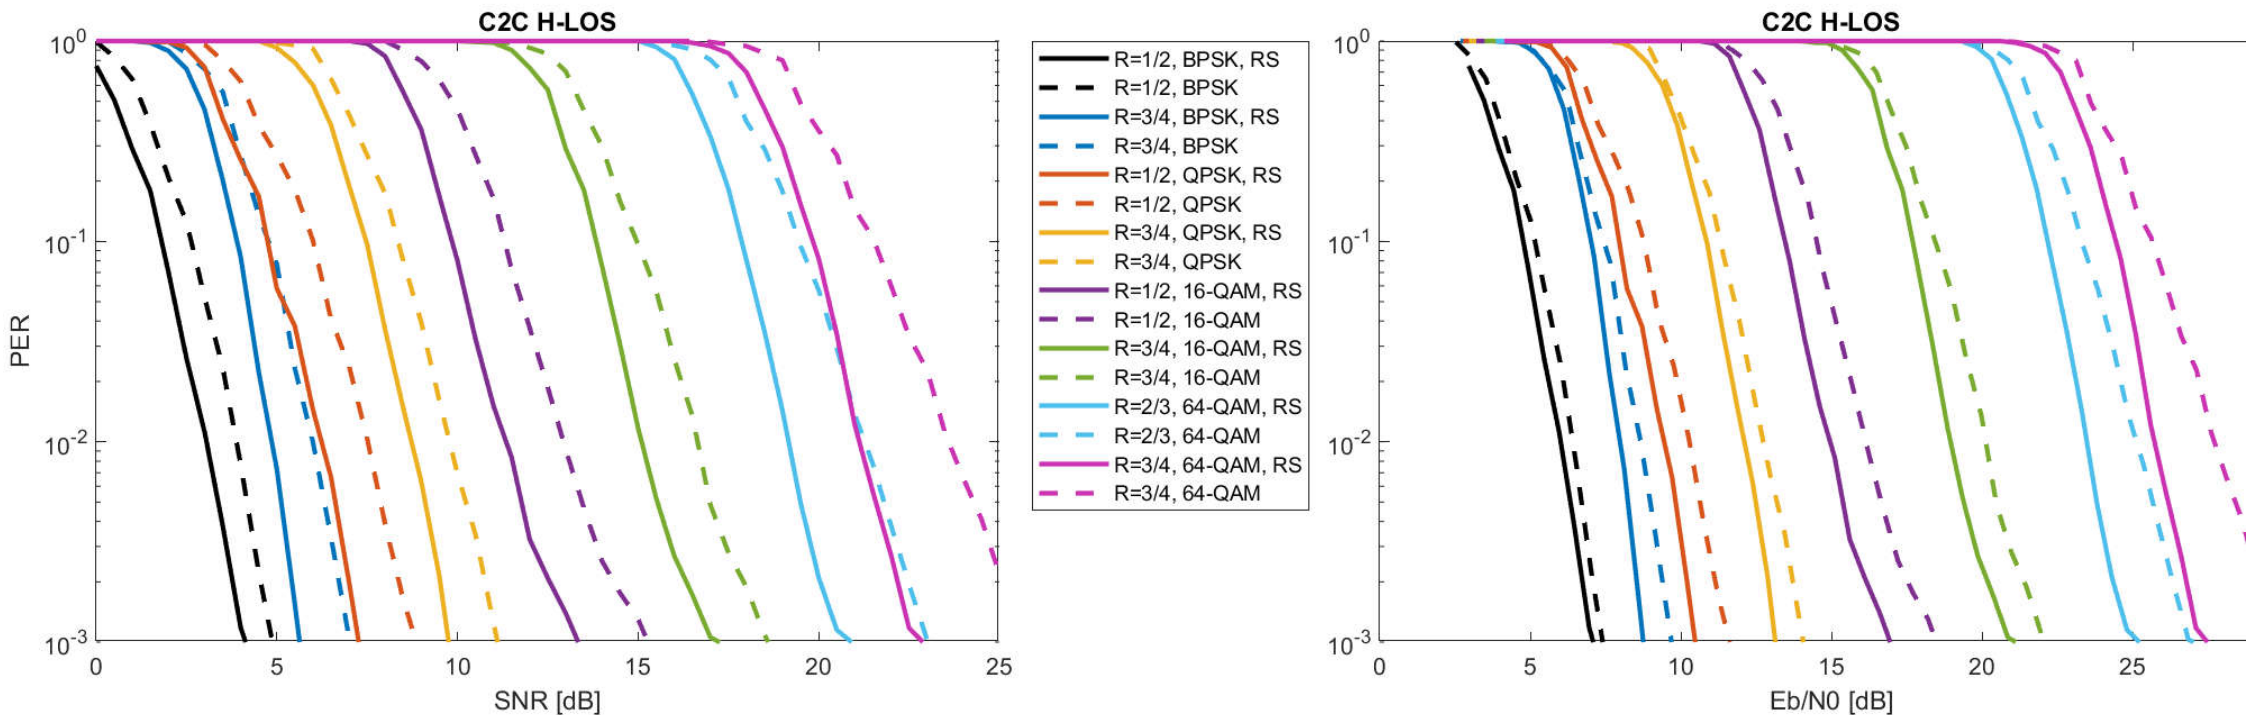 C2C H-LOS
10^0
10^-1
10^-2
10^-3
PER
0
5
10
15
20
25
SNR [dB]
R=1/2, BPSK, RS
R=1/2, BPSK
R=3/4, BPSK, RS
R=3/4, BPSK
R=1/2, QPSK, RS
R=1/2, QPSK
R=3/4, QPSK, RS
R=3/4, QPSK
R=1/2, 16-QAM, RS
R=1/2, 16-QAM
R=3/4, 16-QAM, RS
R=3/4, 16-QAM
R=2/3, 64-QAM, RS
R=2/3, 64-QAM
R=3/4, 64-QAM, RS
R=3/4, 64-QAM
C2C H-LOS
10^0
10^-1
10^-2
10^-3
0
5
10
15
20
25
Eb/N0 [dB]